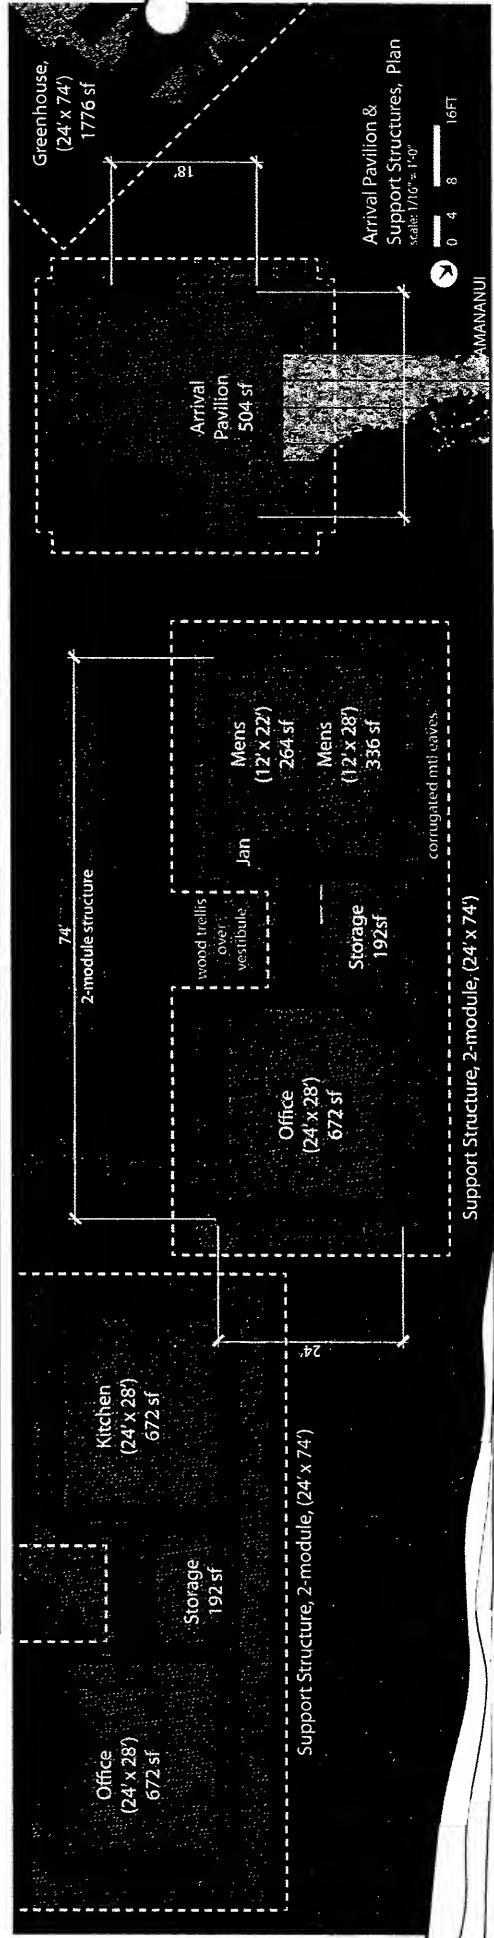 Office
(24' x 28')
672 sf
Storage
192 sf
Kitchen
(24' x 28')
672 sf
Support Structure, 2-module, (24' x 74')
24'
74'
2-module structure
wood trellis
over
vestibule
Jan
Office
(24' x 28')
672 sf
Storage
192sf
Mens
(12' x 22')
264 sf
Mens
(12' x 28')
336 sf
corrugated mtl eaves
Support Structure, 2-module, (24' x 74')
Arrival
Pavilion
504 sf
18'
Greenhouse,
(24' x 74')
1776 sf
Arrival Pavilion &
Support Structures, Plan
scale: 1/16" = 1'-0"
0 4 8 16FT